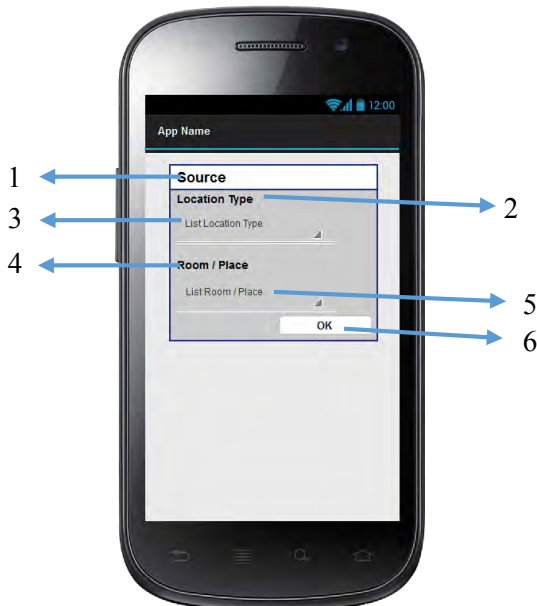 12:00
App Name
1
Source
Location Type
2
3
List Location Type
4
Room / Place
List Room / Place
5
OK
6